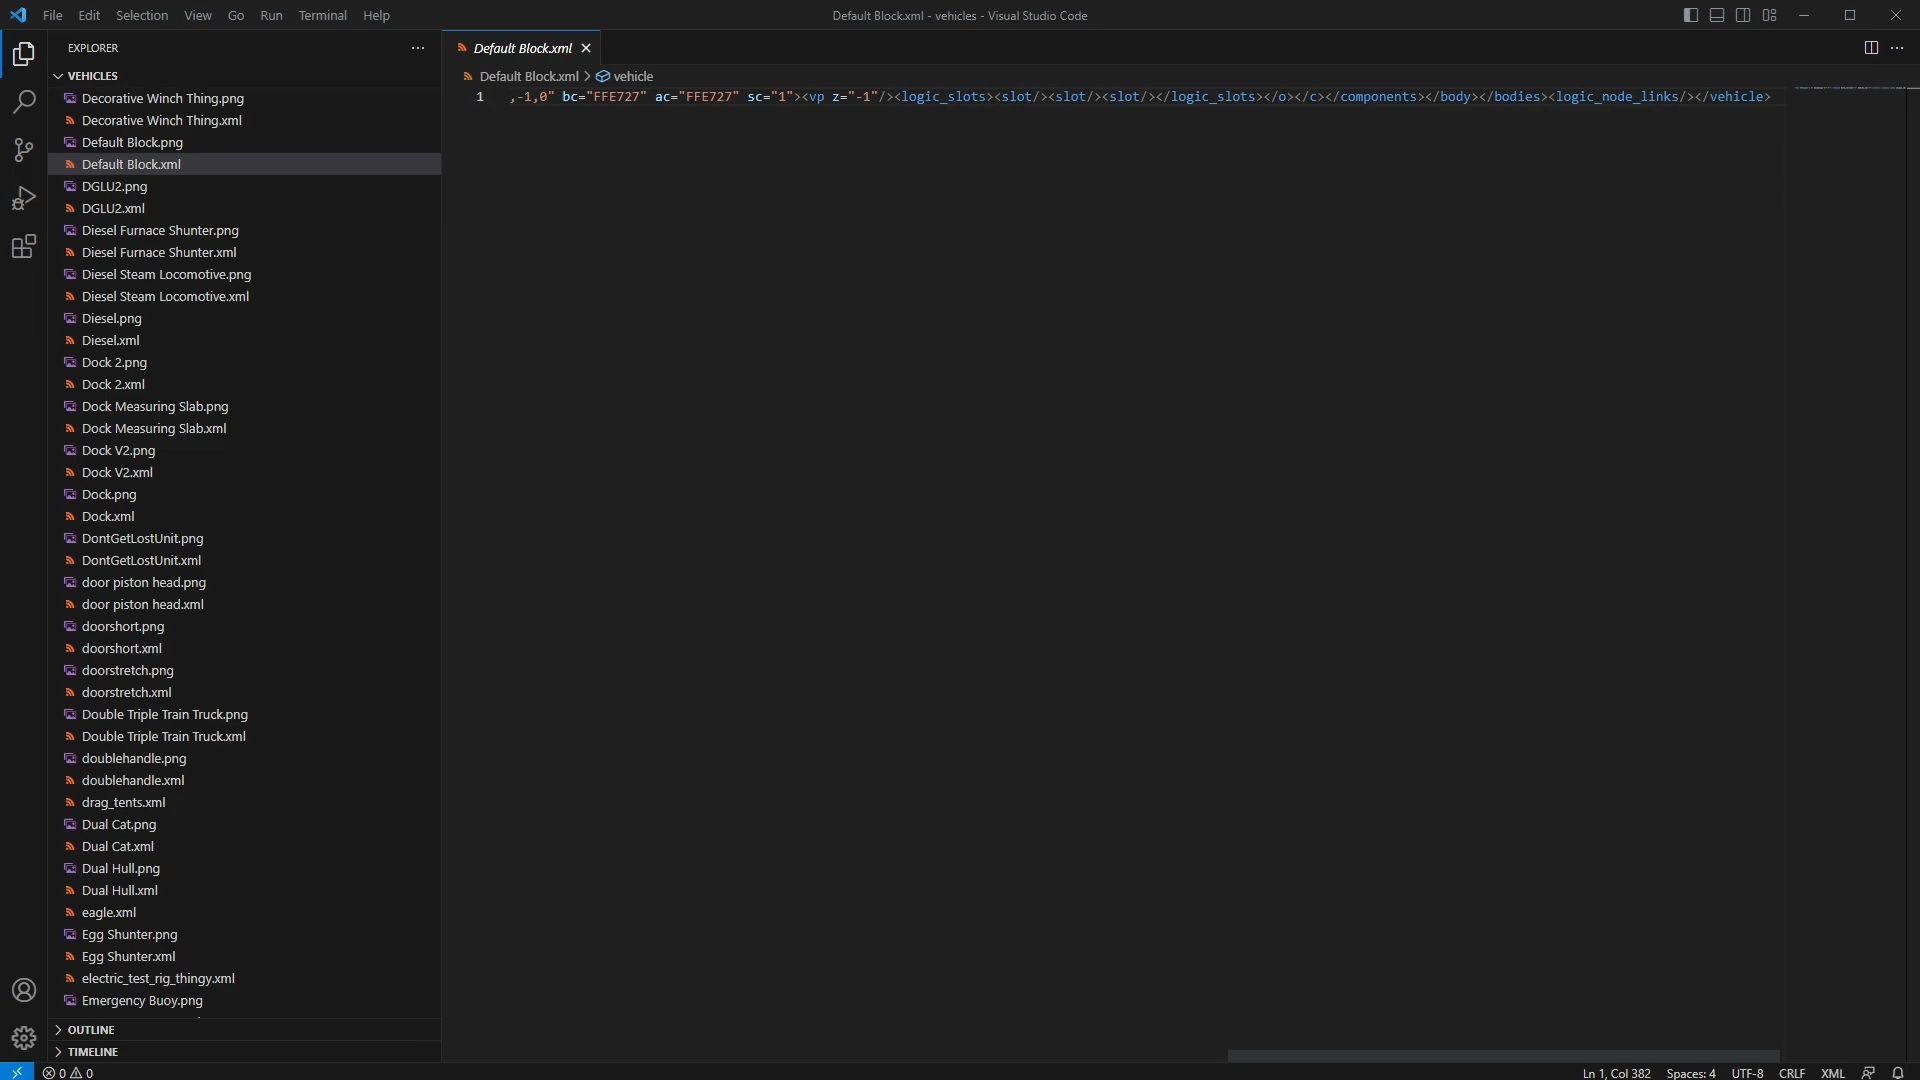 File Edit Selection View Go Run Terminal Help
Default Block.xml - vehicles - Visual Studio Code
EXPLORER
VEHICLES
Decorative Winch Thing.png
Decorative Winch Thing.xml
Default Block.png
Default Block.xml
DGLU2.png
DGLU2.xml
Diesel Furnace Shunter.png
Diesel Furnace Shunter.xml
Diesel Steam Locomotive.png
Diesel Steam Locomotive.xml
Diesel.png
Diesel.xml
Dock 2.png
Dock 2.xml
Dock Measuring Slab.png
Dock Measuring Slab.xml
Dock V2.png
Dock V2.xml
Dock.png
Dock.xml
DontGetLostUnit.png
DontGetLostUnit.xml
door piston head.png
door piston head.xml
doorshort.png
doorshort.xml
doorstretch.png
doorstretch.xml
Double Triple Train Truck.png
Double Triple Train Truck.xml
doublehandle.png
doublehandle.xml
drag_tents.xml
Dual Cat.png
Dual Cat.xml
Dual Hull.png
Dual Hull.xml
eagle.xml
Egg Shunter.png
Egg Shunter.xml
electric_test_rig_thingy.xml
Emergency Buoy.png
OUTLINE
TIMELINE
Default Block.xml
Default Block.xml > vehicle
1 ,-1,0" bc="FFE727" ac="FFE727" sc="1"><vp z="-1"/><logic_slots><slot/><slot/><slot/></logic_slots></o></c></components></body></bodies><logic_node_links/></vehicle>
0 0
Ln 1, Col 382 Spaces: 4 UTF-8 CRLF XML